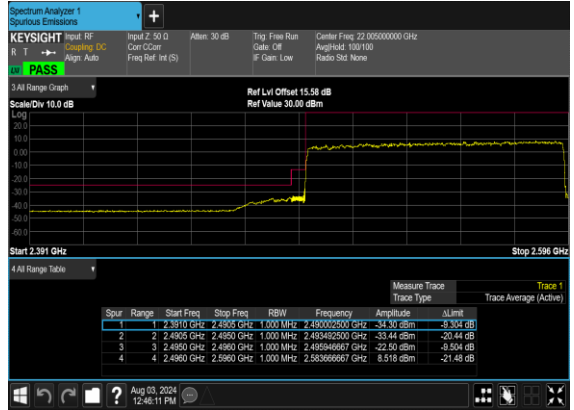 Spectrum Analyzer 1
Spurious Emissions
+
KEYSIGHT
R T
LV PASS
Input: RF
Coupling: DC
Align: Auto
Input Z: 50 Ω
Corr CCorr
Freq Ref: Int (S)
Atten: 30 dB
Trig: Free Run
Gate: Off
IF Gain: Low
Center Freq: 22.005000000 GHz
Avg|Hold: 100/100
Radio Std: None
3 All Range Graph
Scale/Div 10.0 dB
Ref Lvl Offset 15.58 dB
Ref Value 30.00 dBm
Log
20.0
10.0
0.00
-10.0
-20.0
-30.0
-40.0
-50.0
-60.0
Start 2.391 GHz
Stop 2.596 GHz
4 All Range Table
Measure Trace Trace 1
Trace Type Trace Average (Active)
Spur Range Start Freq Stop Freq RBW Frequency Amplitude ΔLimit
1 1 2.3910 GHz 2.4905 GHz 1.000 MHz 2.490002500 GHz -34.30 dBm -9.304 dB
2 2 2.4905 GHz 2.4950 GHz 1.000 MHz 2.493492500 GHz -33.44 dBm -20.44 dB
3 3 2.4950 GHz 2.4960 GHz 1.000 MHz 2.495946667 GHz -22.50 dBm -9.504 dB
4 4 2.4960 GHz 2.5960 GHz 1.000 MHz 2.583666667 GHz 8.518 dBm -21.48 dB
?
Aug 03, 2024
12:46:11 PM